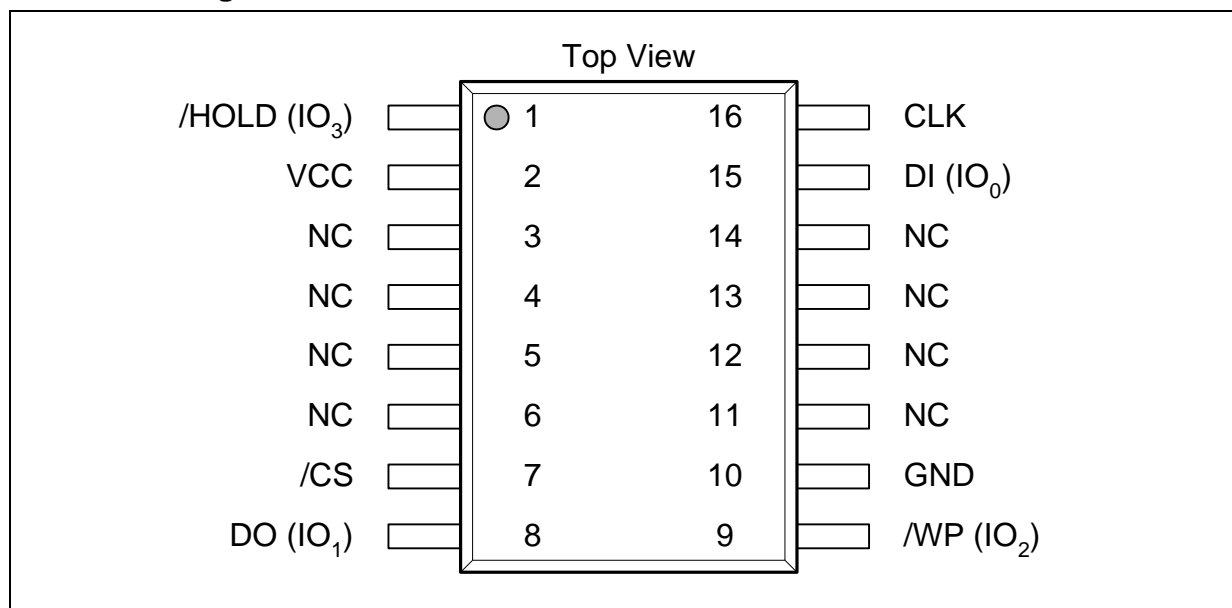 Top View
/HOLD (IO3) 1 16 CLK
VCC 2 15 DI (IO0)
NC 3 14 NC
NC 4 13 NC
NC 5 12 NC
NC 6 11 NC
/CS 7 10 GND
DO (IO1) 8 9 /WP (IO2)